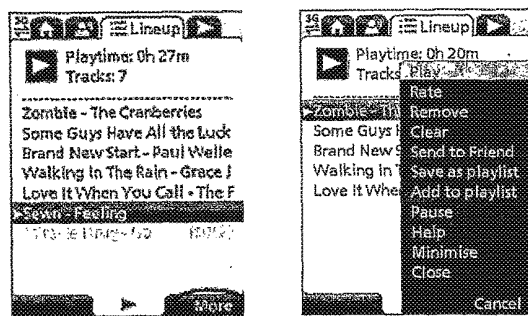 3G
Lineup
Playtime: 0h 27m
Tracks: 7
Zombie - The Cranberries
Some Guys Have All the Luck
Brand New Start - Paul Welle
Walking In The Rain - Grace J
Love It When You Call - The F
Sewn - Feeling
More
3G
Lineup
Playtime: 0h 20m
Tracks
Play
Zombie - Th
Rate
Remove
Some Guys H
Clear
Brand New S
Send to Friend
Walking In T
Save as playlist
Love It Whe
Add to playlist
Pause
Help
Minimise
Close
Cancel